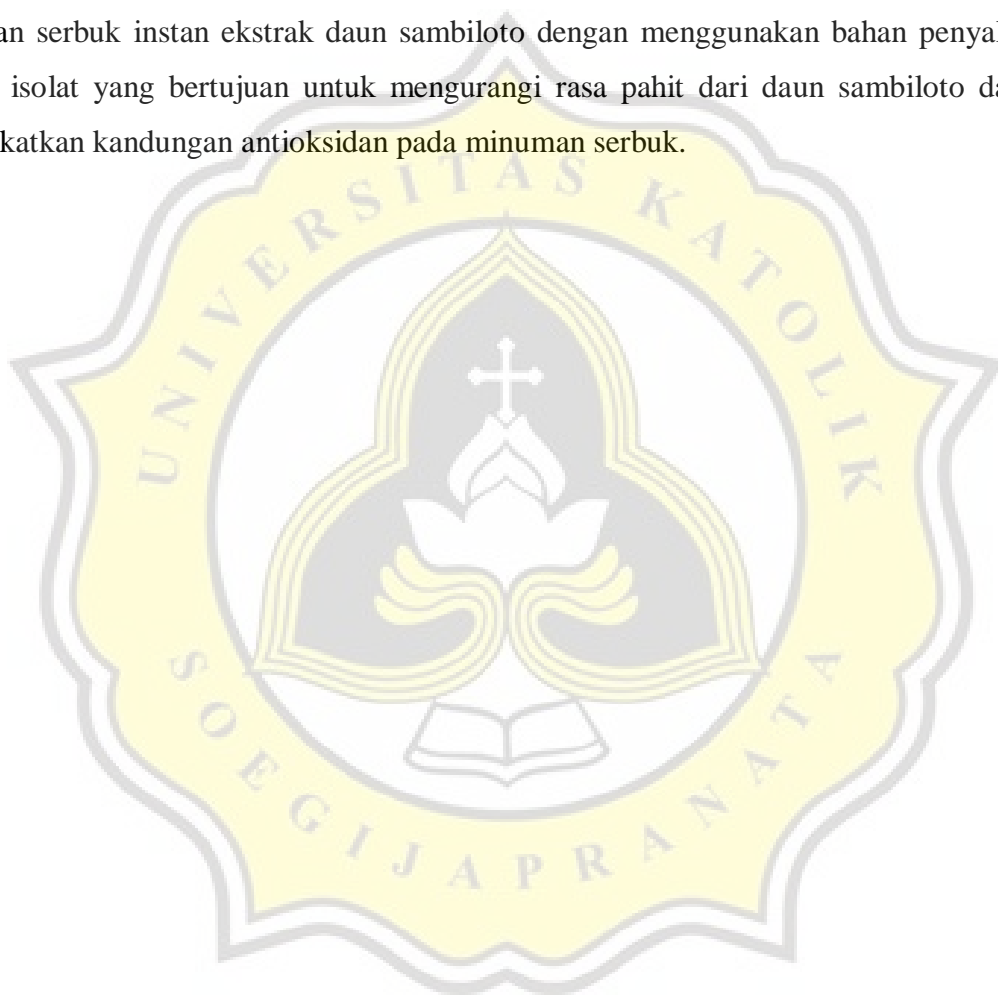 an serbuk instan ekstrak daun sambiloto dengan menggunakan bahan penyal
isolat yang bertujuan untuk mengurangi rasa pahit dari daun sambiloto da
katkan kandungan antioksidan pada minuman serbuk.
UNIVERSITAS KATOLIK
SOEGIJAPRANATA